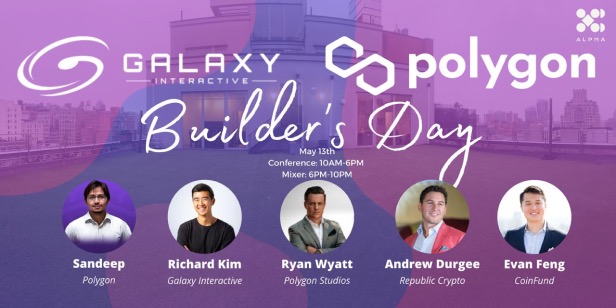 ALPHA
GALAXY
INTERACTIVE
polygon
Builder's Day
May 13th
Conference: 10AM-6PM
Mixer: 6PM-10PM
Sandeep
Polygon
Richard Kim
Galaxy Interactive
Ryan Wyatt
Polygon Studios
Andrew Durgee
Republic Crypto
Evan Feng
CoinFund